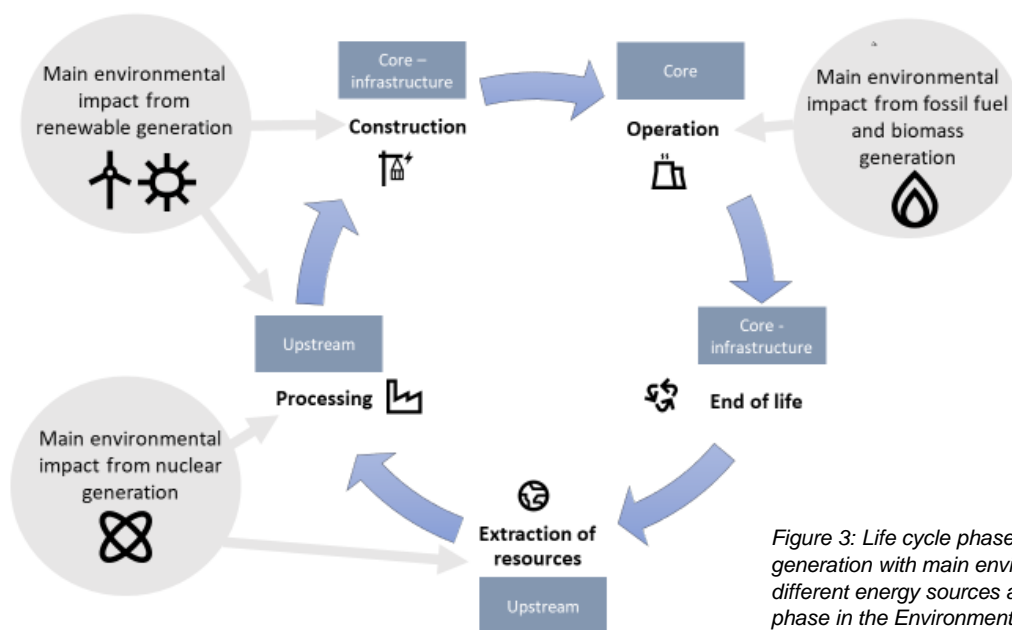 Main environmental
impact from
renewable generation
Core –
infrastructure
Construction
Core
Operation
Main environmental
impact from fossil fuel
and biomass
generation
Upstream
Processing
Core -
infrastructure
End of life
Main environmental
impact from nuclear
generation
Extraction of
resources
Upstream
Figure 3: Life cycle phase
generation with main
different energy sources
phase in the